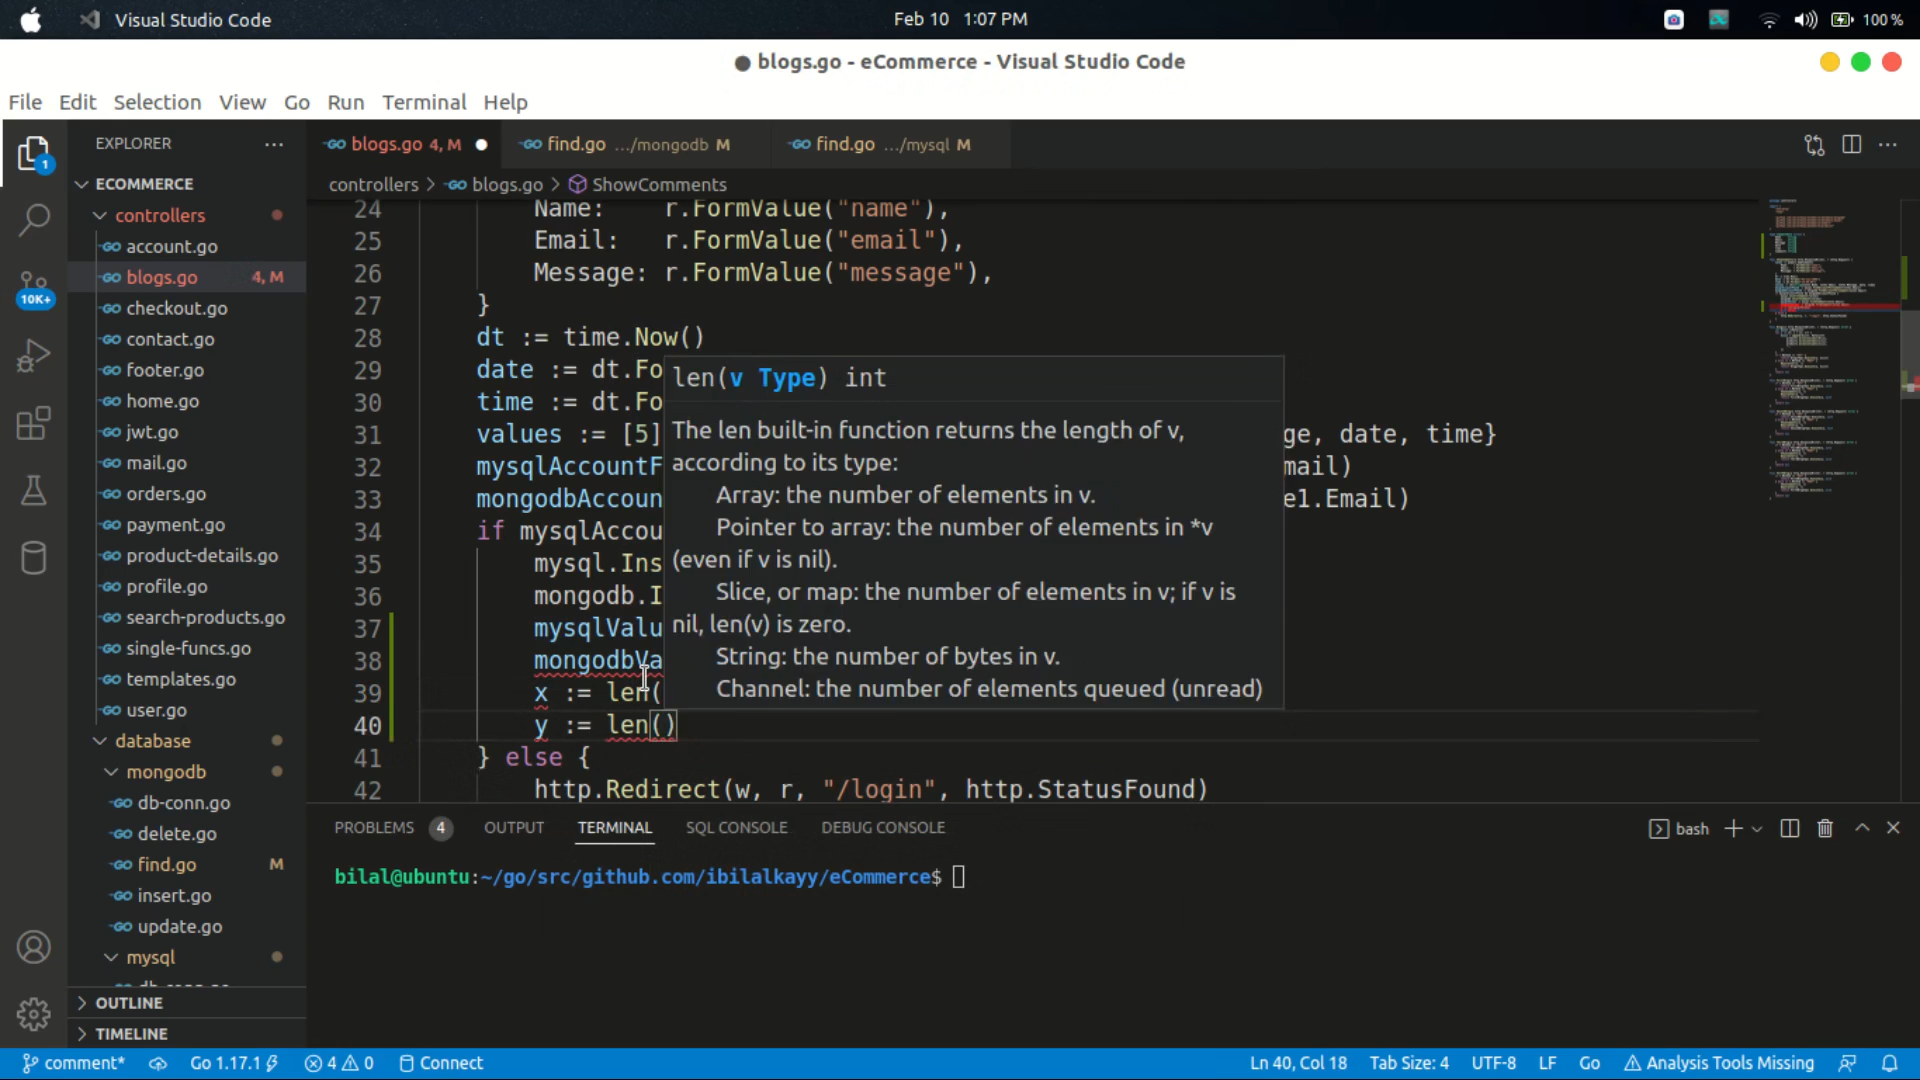 Visual Studio Code
Feb 10 1:07 PM
100 %
● blogs.go - eCommerce - Visual Studio Code
File Edit Selection View Go Run Terminal Help
EXPLORER
ECOMMERCE
controllers
account.go
blogs.go 4, M
checkout.go
contact.go
footer.go
home.go
jwt.go
mail.go
orders.go
payment.go
product-details.go
profile.go
search-products.go
single-funcs.go
templates.go
user.go
database
mongodb
db-conn.go
delete.go
find.go M
insert.go
update.go
mysql
OUTLINE
TIMELINE
1
10K+
blogs.go 4, M ● find.go .../mongodb M find.go .../mysql M
controllers > blogs.go > ShowComments
24 Name: r.FormValue("name"),
25 Email: r.FormValue("email"),
26 Message: r.FormValue("message"),
27 }
28 dt := time.Now()
29 date := dt.Fo
30 time := dt.Fo
31 values := [5] ge, date, time}
32 mysqlAccountF mail)
33 mongodbAccoun e1.Email)
34 if mysqlAccou
35 mysql.Ins
36 mongodb.I
37 mysqlValu
38 mongodbVa
39 x := len(
40 y := len()
41 } else {
42 http.Redirect(w, r, "/login", http.StatusFound)
len(v Type) int
The len built-in function returns the length of v,
according to its type:
Array: the number of elements in v.
Pointer to array: the number of elements in *v
(even if v is nil).
Slice, or map: the number of elements in v; if v is
nil, len(v) is zero.
String: the number of bytes in v.
Channel: the number of elements queued (unread)
PROBLEMS 4 OUTPUT TERMINAL SQL CONSOLE DEBUG CONSOLE
bash
bilal@ubuntu:~/go/src/github.com/ibilalkayy/eCommerce$
comment* Go 1.17.1 4 0 Connect
Ln 40, Col 18 Tab Size: 4 UTF-8 LF Go Analysis Tools Missing